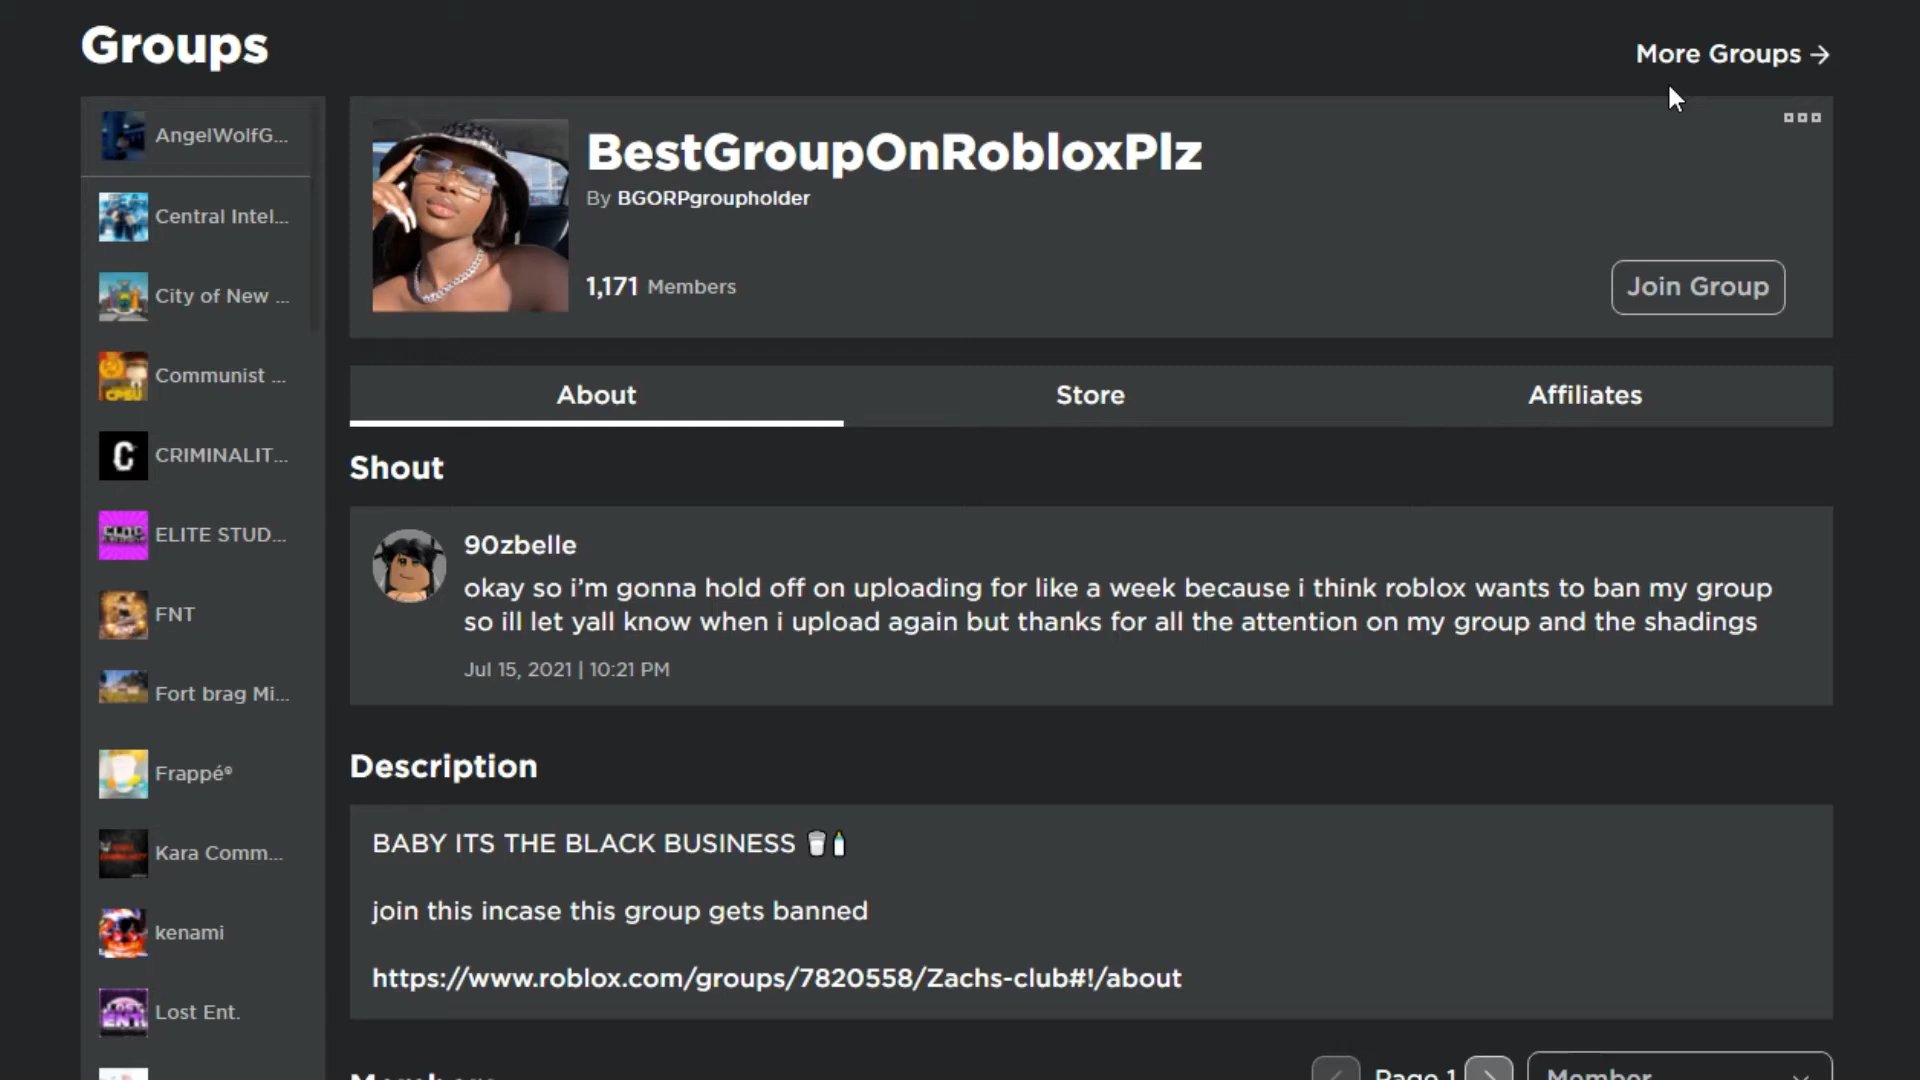 Groups
More Groups →
AngelWolfG...
Central Intel...
City of New ...
Communist ...
CRIMINALIT...
ELITE STUD...
FNT
Fort brag Mi...
Frappé®
Kara Comm...
kenami
Lost Ent.
BestGroupOnRobloxPlz
By BGORPgroupholder
1,171 Members
Join Group
About
Store
Affiliates
Shout
90zbelle
okay so i’m gonna hold off on uploading for like a week because i think roblox wants to ban my group
so ill let yall know when i upload again but thanks for all the attention on my group and the shadings
Jul 15, 2021 | 10:21 PM
Description
BABY ITS THE BLACK BUSINESS 🥛🍼
join this incase this group gets banned
https://www.roblox.com/groups/7820558/Zachs-club#!/about
Members
Page 1
Member